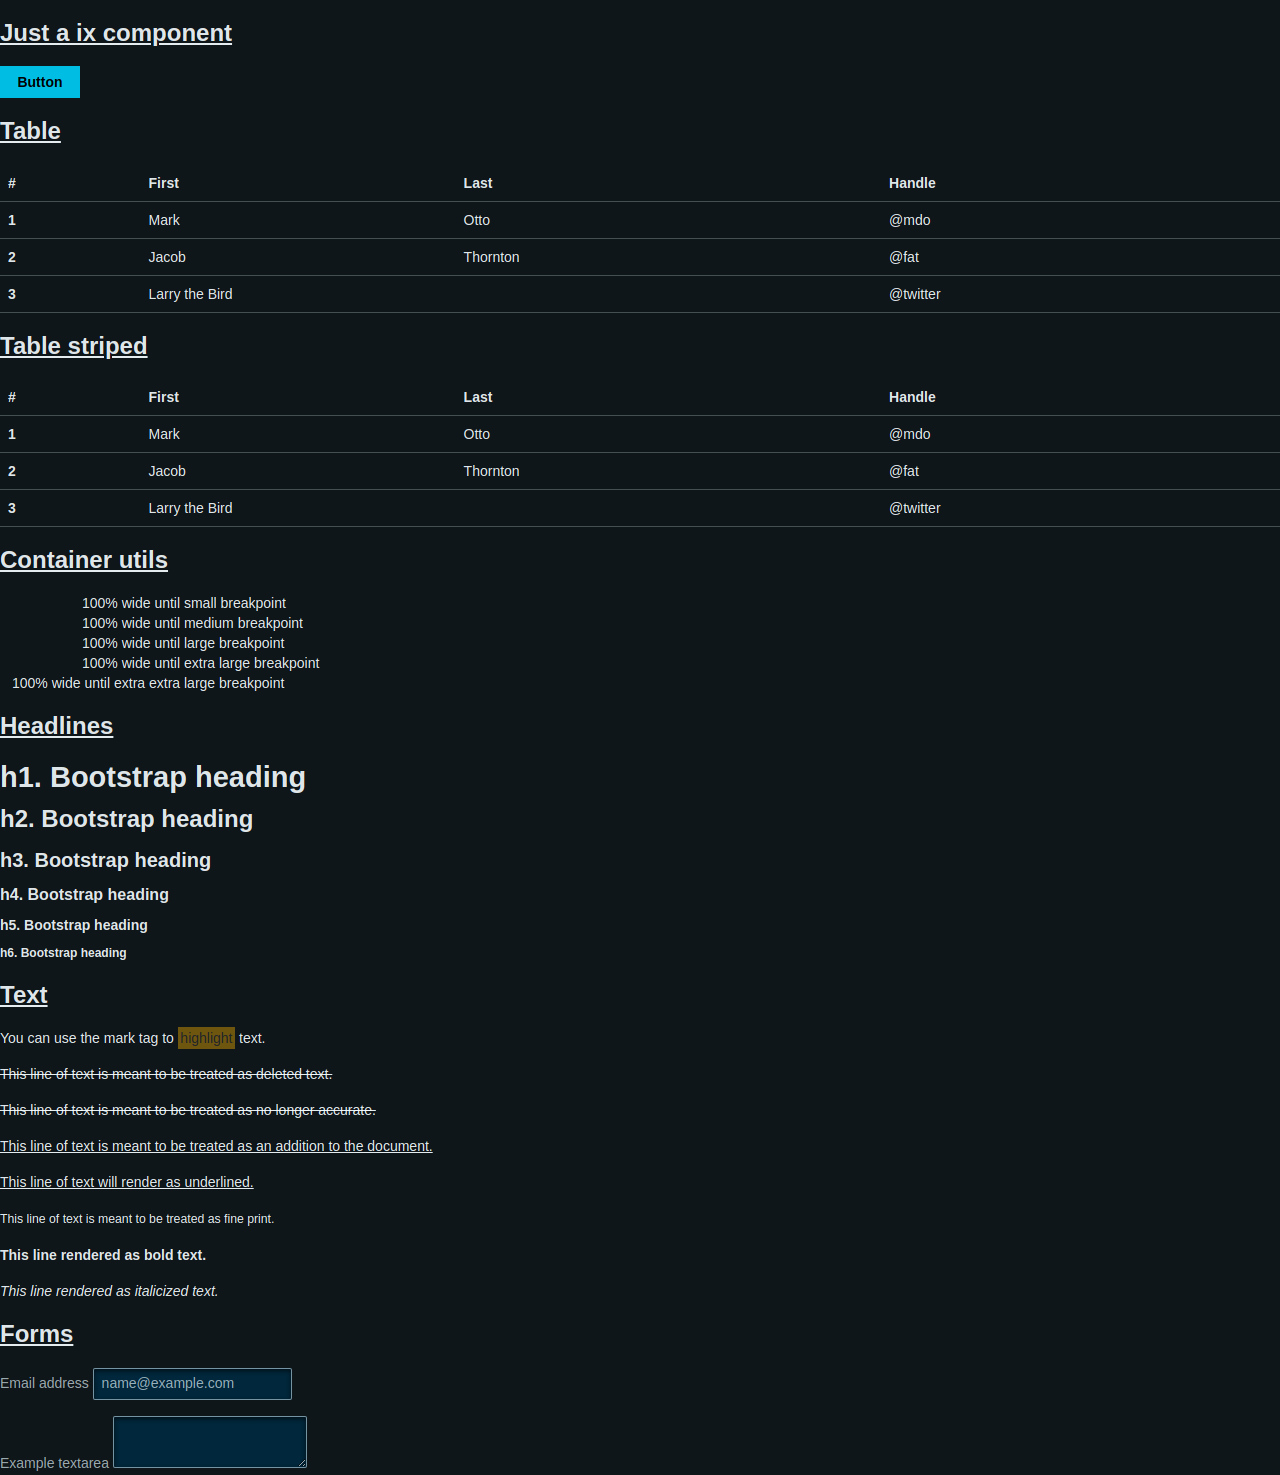 Just a ix component
Button
Table
# First Last Handle
1 Mark Otto @mdo
2 Jacob Thornton @fat
3 Larry the Bird @twitter
Table striped
# First Last Handle
1 Mark Otto @mdo
2 Jacob Thornton @fat
3 Larry the Bird @twitter
Container utils
100% wide until small breakpoint
100% wide until medium breakpoint
100% wide until large breakpoint
100% wide until extra large breakpoint
100% wide until extra extra large breakpoint
Headlines
h1. Bootstrap heading
h2. Bootstrap heading
h3. Bootstrap heading
h4. Bootstrap heading
h5. Bootstrap heading
h6. Bootstrap heading
Text
You can use the mark tag to highlight text.
This line of text is meant to be treated as deleted text.
This line of text is meant to be treated as no longer accurate.
This line of text is meant to be treated as an addition to the document.
This line of text will render as underlined.
This line of text is meant to be treated as fine print.
This line rendered as bold text.
This line rendered as italicized text.
Forms
Email address name@example.com
Example textarea